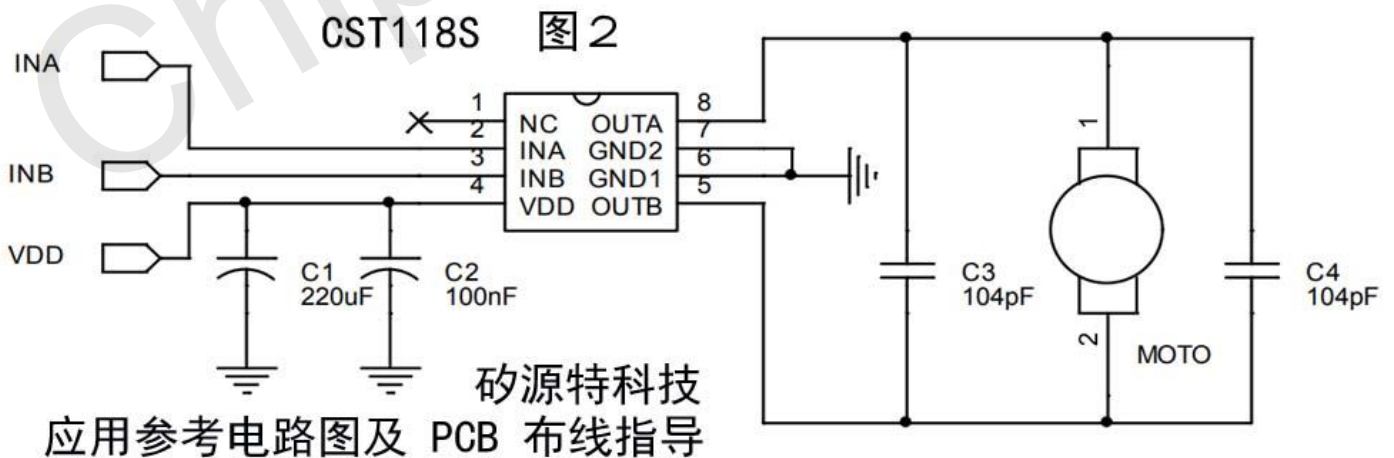 Chip
CST118S 图2
INA
INB
VDD
1
2
3
4
NC OUTA
INA GND2
INB GND1
VDD OUTB
8
7
6
5
C1
220uF
C2
100nF
C3
104pF
1
2
MOTO
C4
104pF
矽源特科技
应用参考电路图及 PCB 布线指导